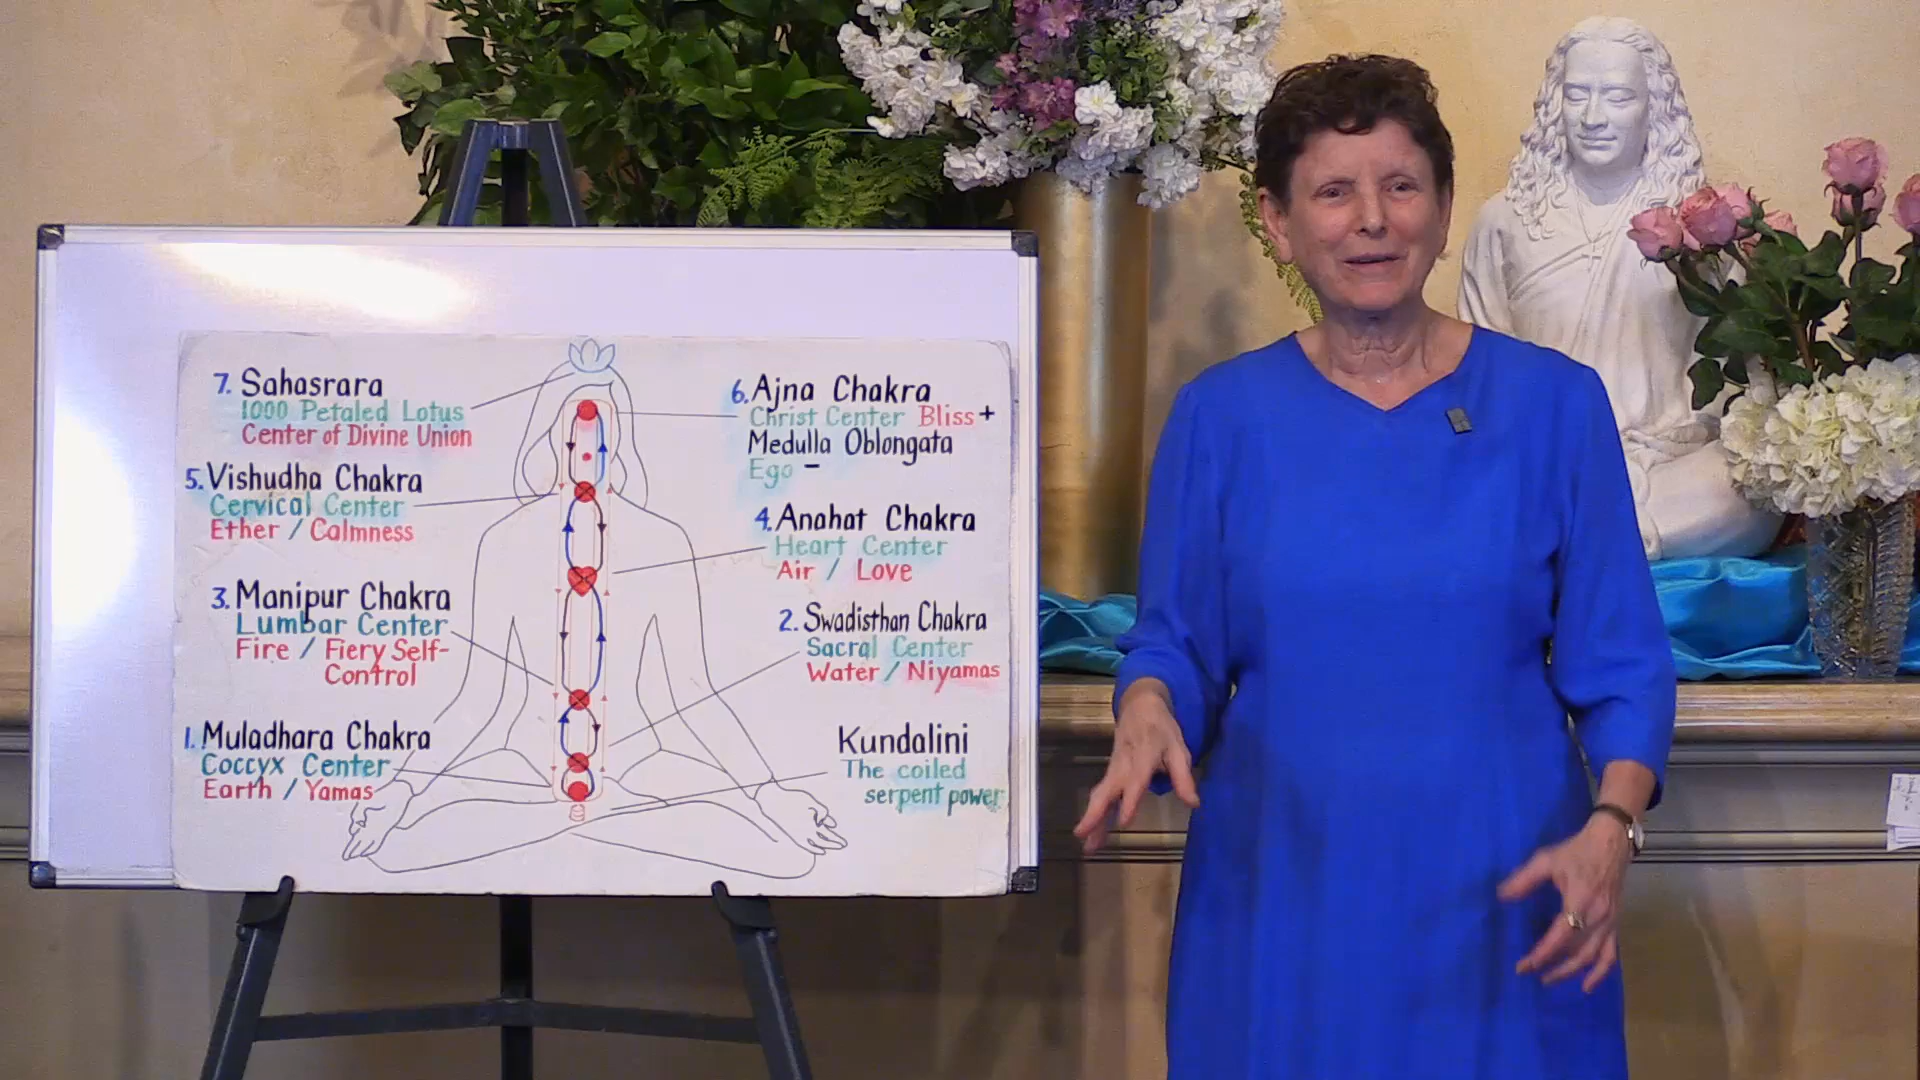 7. Sahasrara
1000 Petaled Lotus
Center of Divine Union
6. Ajna Chakra
Christ Center Bliss +
Medulla Oblongata
Ego -
5. Vishudha Chakra
Cervical Center
Ether / Calmness
4. Anahat Chakra
Heart Center
Air / Love
3. Manipur Chakra
Lumbar Center
Fire / Fiery Self-
Control
2. Swadisthan Chakra
Sacral Center
Water / Niyamas
1. Muladhara Chakra
Coccyx Center
Earth / Yamas
Kundalini
The coiled
serpent power